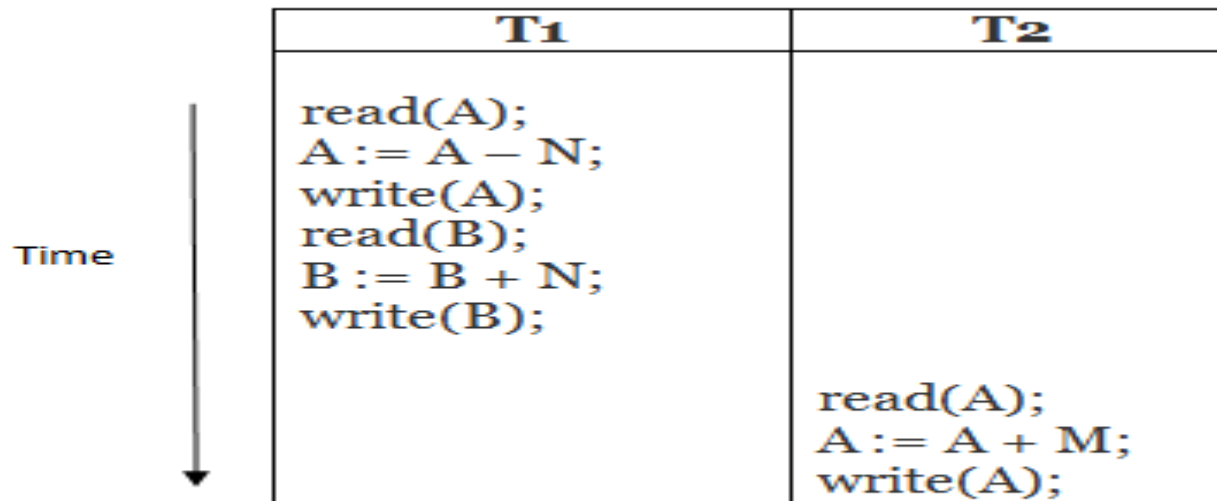 T1 T2
read(A);
A := A – N;
write(A);
read(B);
Time
B := B + N;
write(B);
read(A);
A := A + M;
write(A);